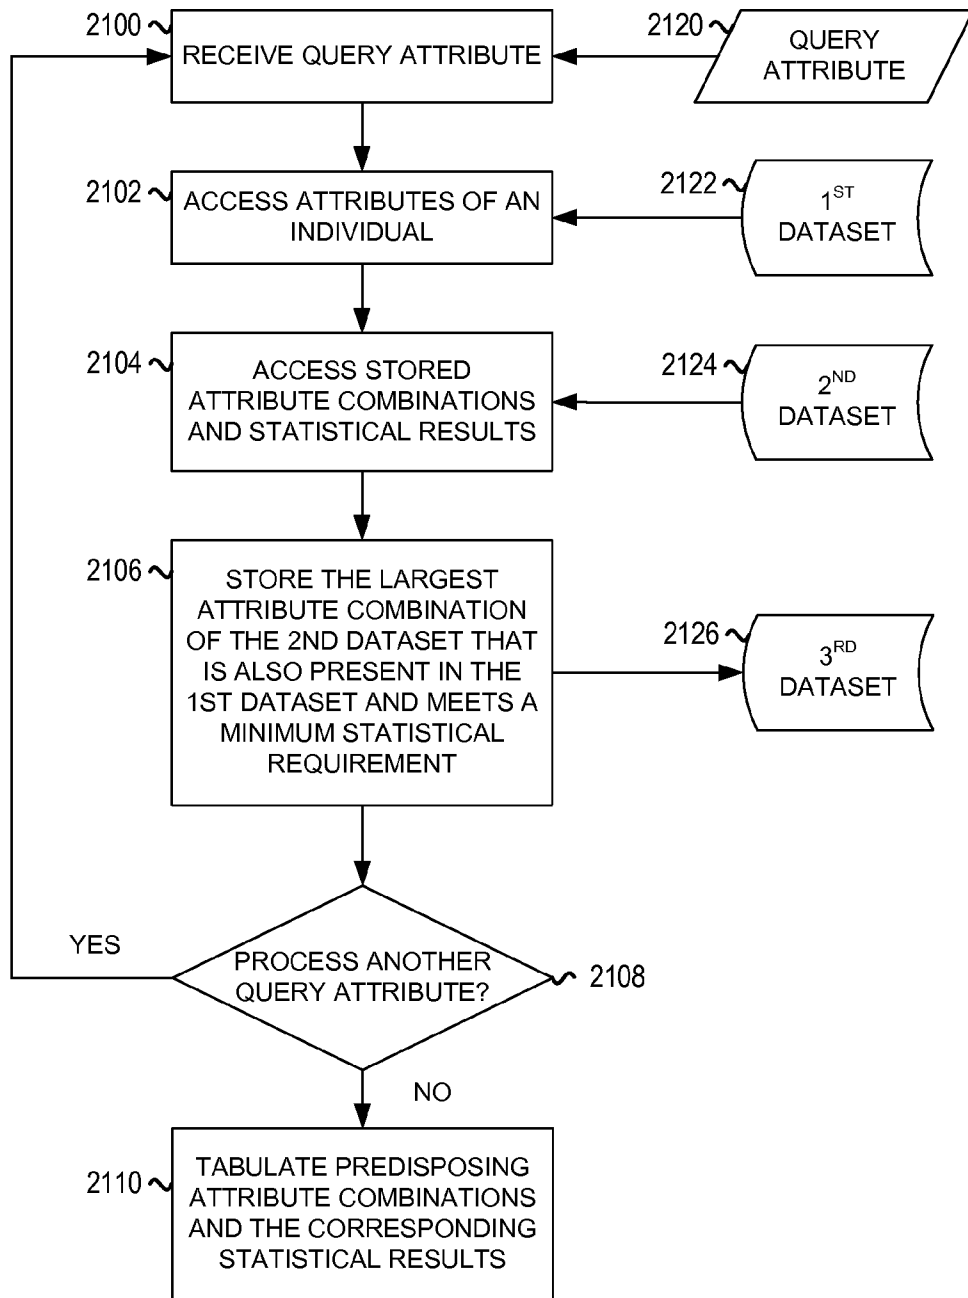 2100
RECEIVE QUERY ATTRIBUTE
2120
QUERY
ATTRIBUTE
2102
ACCESS ATTRIBUTES OF AN
INDIVIDUAL
2122
1ST
DATASET
2104
ACCESS STORED
ATTRIBUTE COMBINATIONS
AND STATISTICAL RESULTS
2124
2ND
DATASET
2106
STORE THE LARGEST
ATTRIBUTE COMBINATION
OF THE 2ND DATASET THAT
IS ALSO PRESENT IN THE
1ST DATASET AND MEETS A
MINIMUM STATISTICAL
REQUIREMENT
2126
3RD
DATASET
YES
PROCESS ANOTHER
QUERY ATTRIBUTE?
2108
NO
2110
TABULATE PREDISPOSING
ATTRIBUTE COMBINATIONS
AND THE CORRESPONDING
STATISTICAL RESULTS